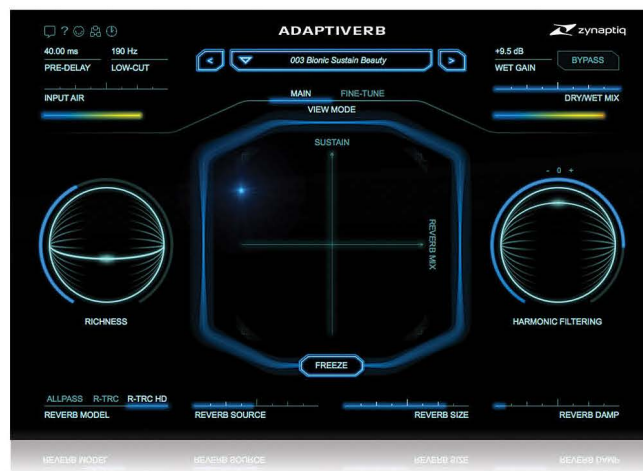 ADAPTIVERB
zynaptiq
40.00 ms
PRE-DELAY
190 Hz
LOW-CUT
003 Bionic Sustain Beauty
+9.5 dB
WET GAIN
BYPASS
INPUT AIR
MAIN FINE-TUNE
VIEW MODE
DRY/WET MIX
SUSTAIN
REVERB MIX
- 0 +
RICHNESS
HARMONIC FILTERING
FREEZE
ALLPASS R-TRC R-TRC HD
REVERB MODEL
REVERB SOURCE
REVERB SIZE
REVERB DAMP